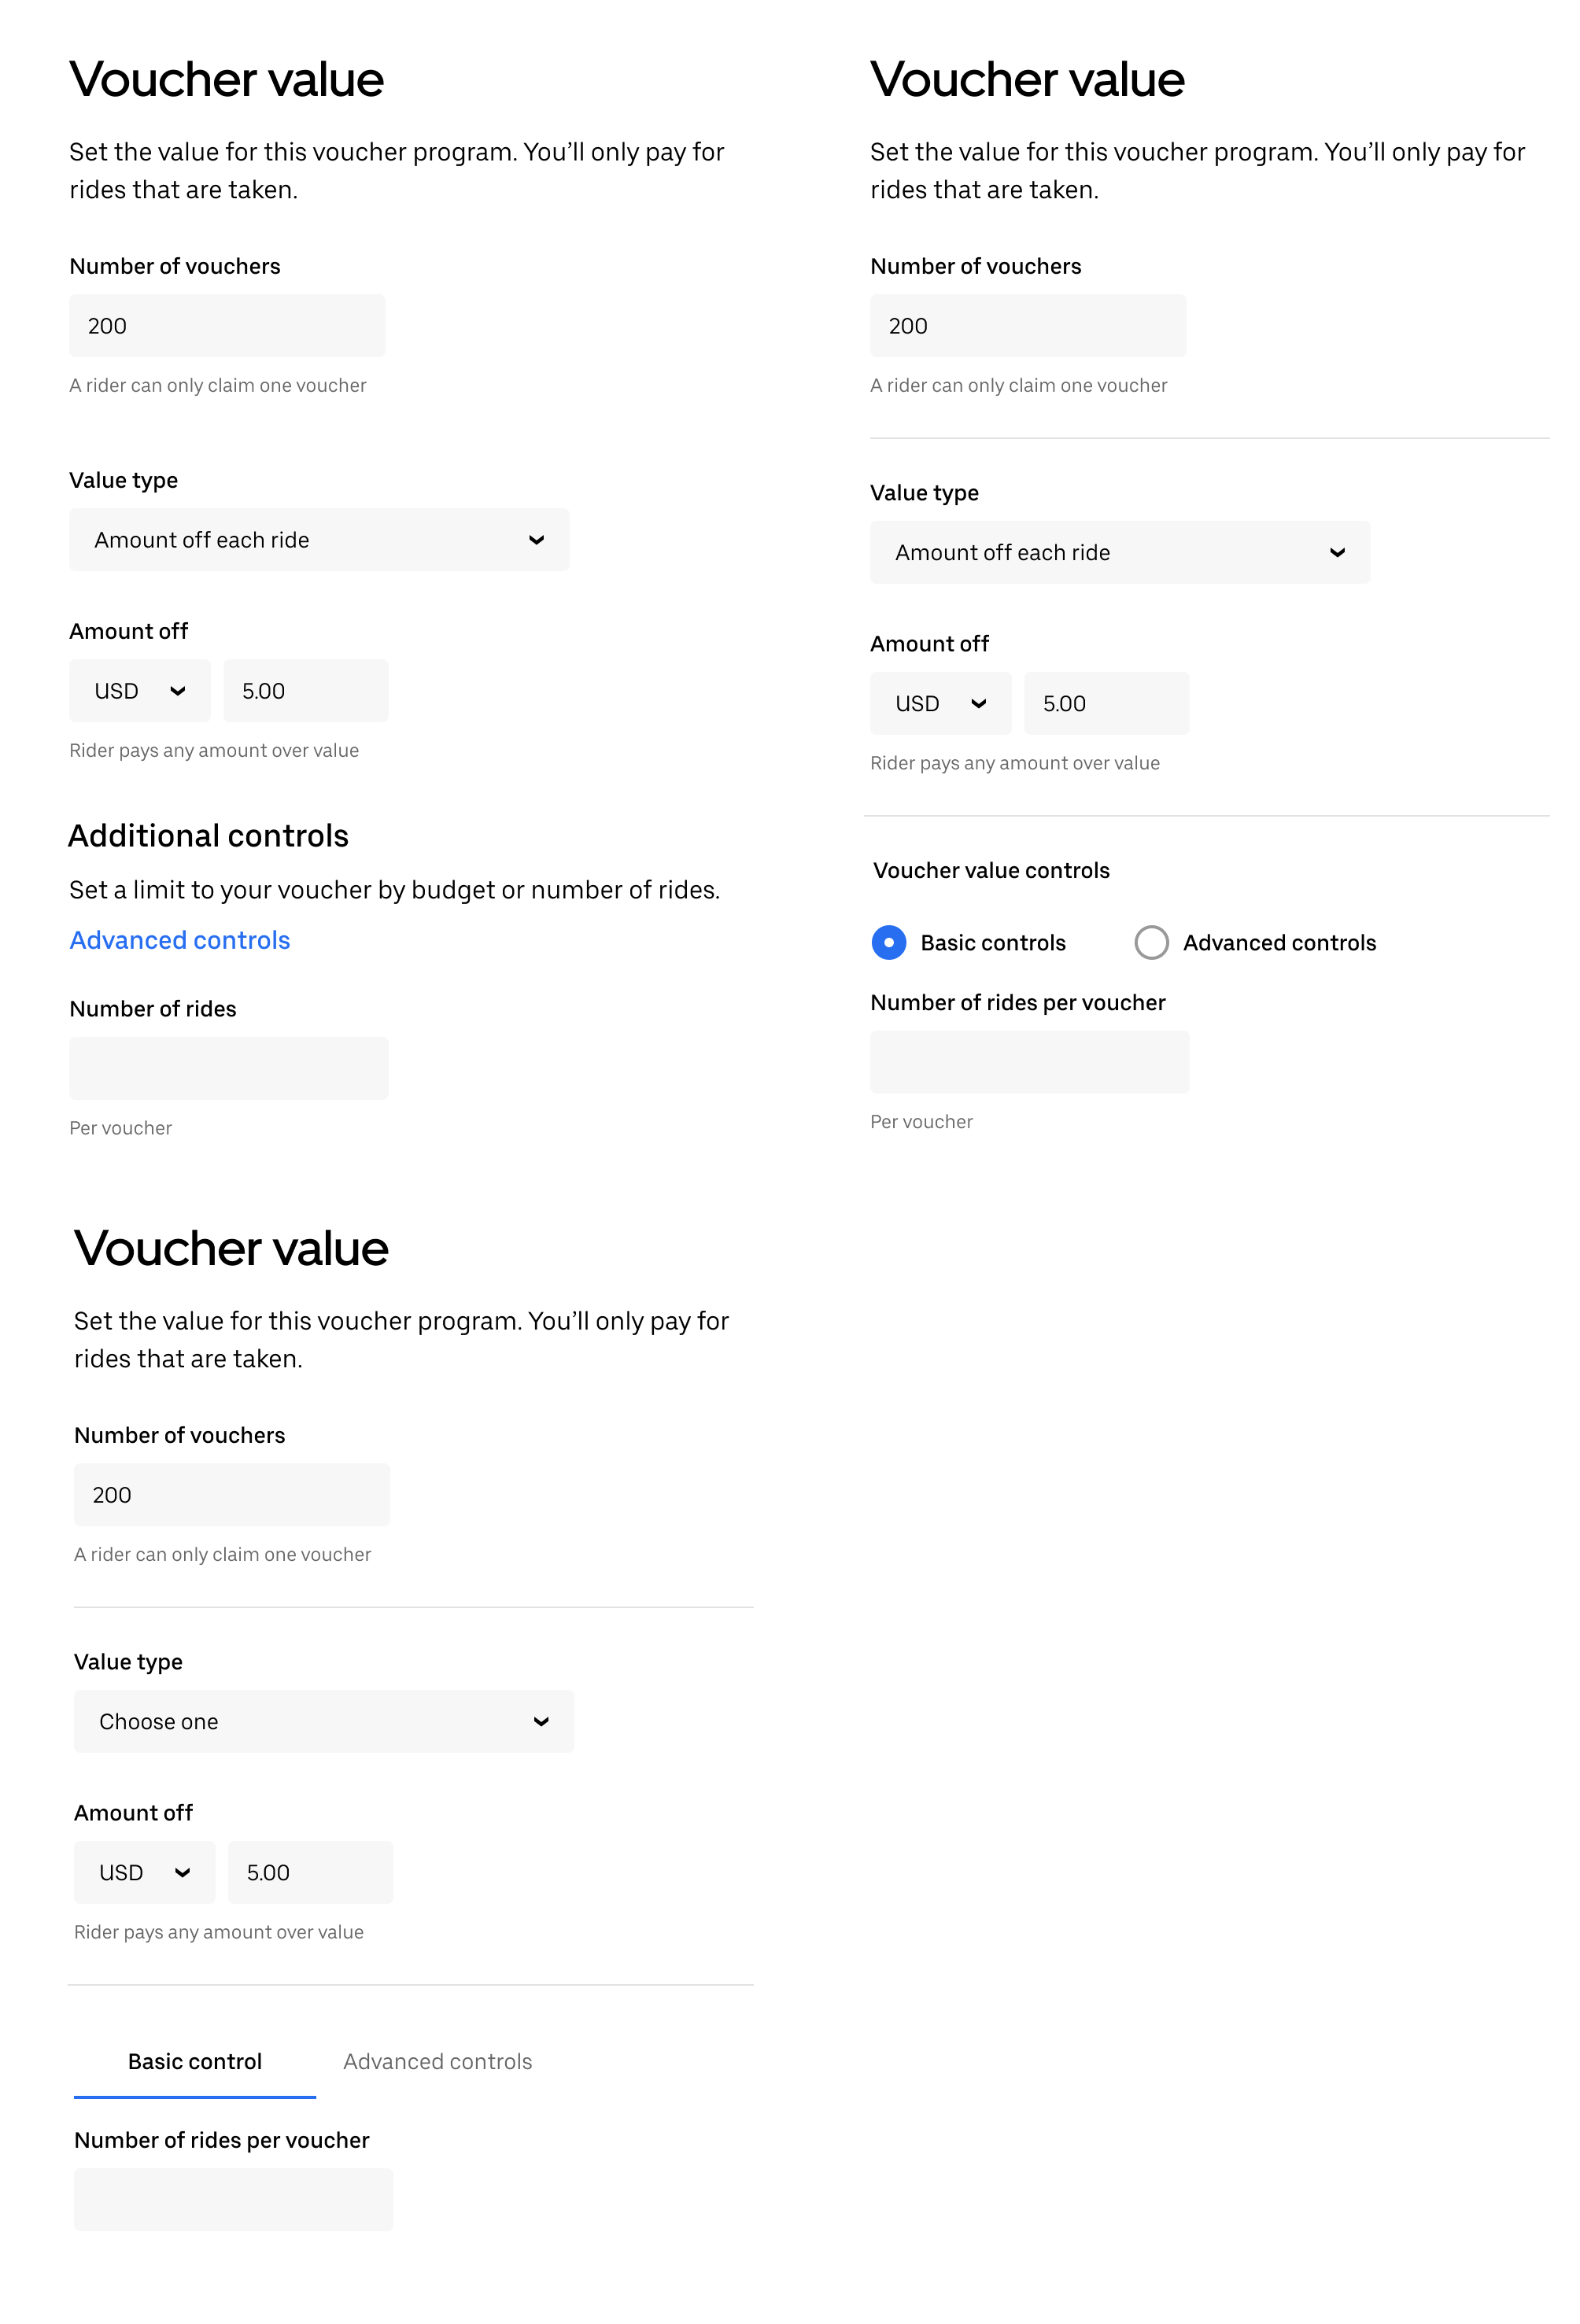 Voucher value
Set the value for this voucher program. You’ll only pay for
rides that are taken.
Number of vouchers
200
A rider can only claim one voucher
Value type
Amount off each ride
Amount off
USD 5.00
Rider pays any amount over value
Additional controls
Set a limit to your voucher by budget or number of rides.
Advanced controls
Number of rides
Per voucher
Voucher value
Set the value for this voucher program. You’ll only pay for
rides that are taken.
Number of vouchers
200
A rider can only claim one voucher
Value type
Amount off each ride
Amount off
USD 5.00
Rider pays any amount over value
Voucher value controls
Basic controls Advanced controls
Number of rides per voucher
Per voucher
Voucher value
Set the value for this voucher program. You’ll only pay for
rides that are taken.
Number of vouchers
200
A rider can only claim one voucher
Value type
Choose one
Amount off
USD 5.00
Rider pays any amount over value
Basic control Advanced controls
Number of rides per voucher